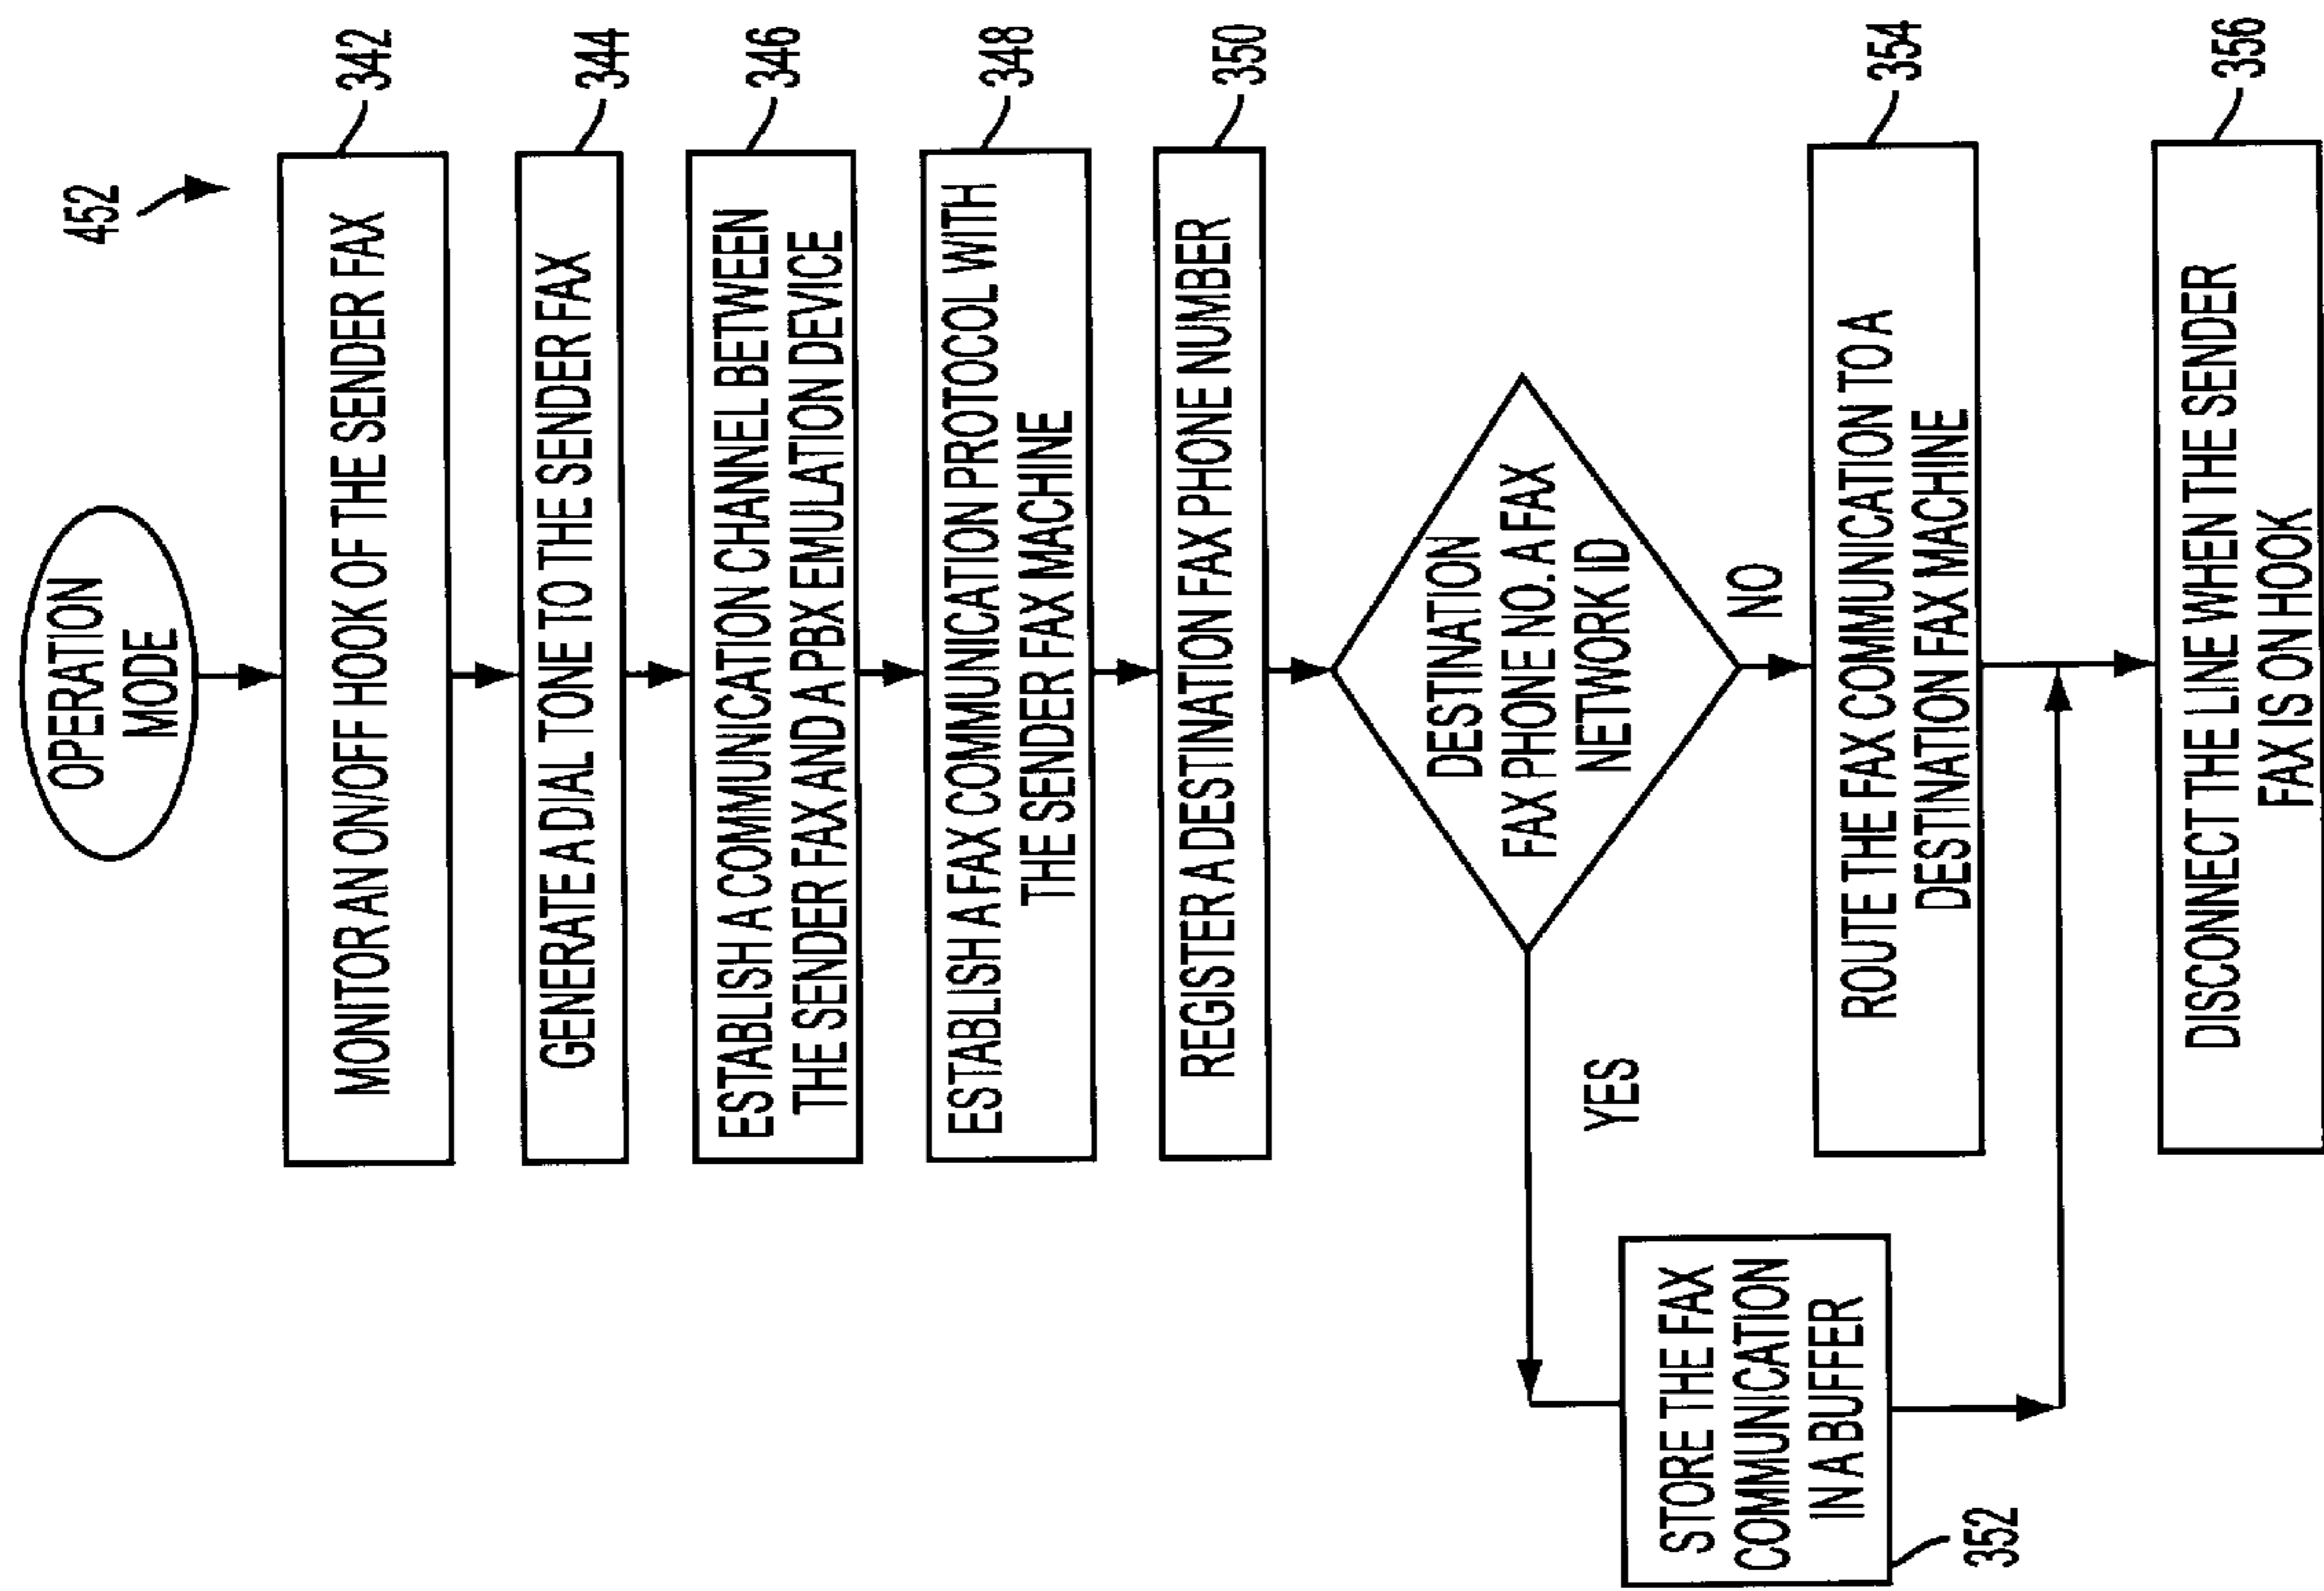 452
OPERATION
MODE
MONITOR AN ON/OFF HOOK OF THE SENDER FAX
342
GENERATE A DIAL TONE TO THE SENDER FAX
344
ESTABLISH A COMMUNICATION CHANNEL BETWEEN
THE SENDER FAX AND A PBX EMULATION DEVICE
346
ESTABLISH A FAX COMMUNICATION PROTOCOL WITH
THE SENDER FAX MACHINE
348
REGISTER A DESTINATION FAX PHONE NUMBER
350
DESTINATION
FAX PHONE NO. A FAX
NETWORK ID
YES
NO
STORE THE FAX
COMMUNICATION
IN A BUFFER
352
ROUTE THE FAX COMMUNICATION TO A
DESTINATION FAX MACHINE
354
DISCONNECT THE LINE WHEN THE SENDER
FAX IS ON HOOK
356